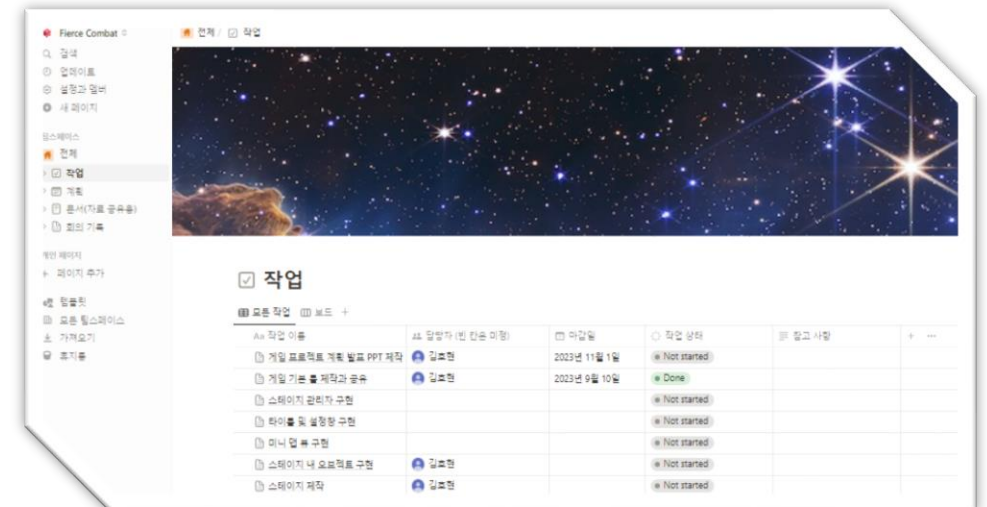 Fierce Combat
전체 / 작업
검색
업데이트
설정과 멤버
새 페이지
팀스페이스
전체
작업
계획
문서(자료 공유용)
회의 기록
개인 페이지
+ 페이지 추가
템플릿
모든 팀스페이스
가져오기
휴지통
작업
모든 작업 보드 +
Aa 작업 이름 담당자 (빈 칸은 미정) 마감일 작업 상태 참고 사항 + ···
게임 프로젝트 계획 발표 PPT 제작 김호현 2023년 11월 1일 Not started
게임 기본 룰 제작과 공유 김호현 2023년 9월 10일 Done
스테이지 관리자 구현 Not started
타이틀 및 설정창 구현 Not started
미니 맵 뷰 구현 Not started
스테이지 내 오브젝트 구현 김호현 Not started
스테이지 제작 김호현 Not started